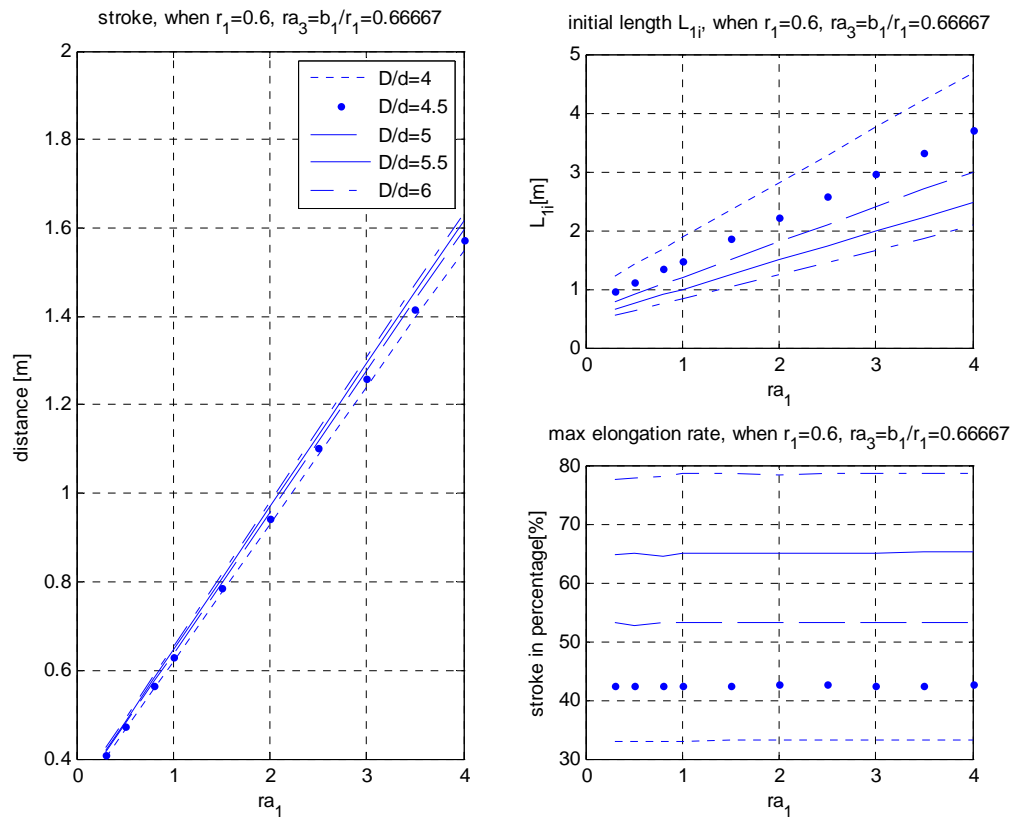 stroke, when r₁=0.6, ra₃=b₁/r₁=0.66667
2
1.8
1.6
1.4
1.2
1
0.8
0.6
0.4
distance [m]
0 1 2 3 4
ra₁
D/d=4
D/d=4.5
D/d=5
D/d=5.5
D/d=6
initial length L₁ᵢ, when r₁=0.6, ra₃=b₁/r₁=0.66667
5
4
3
2
1
0
L₁ᵢ[m]
0 1 2 3 4
ra₁
max elongation rate, when r₁=0.6, ra₃=b₁/r₁=0.66667
80
70
60
50
40
30
stroke in percentage[%]
0 1 2 3 4
ra₁